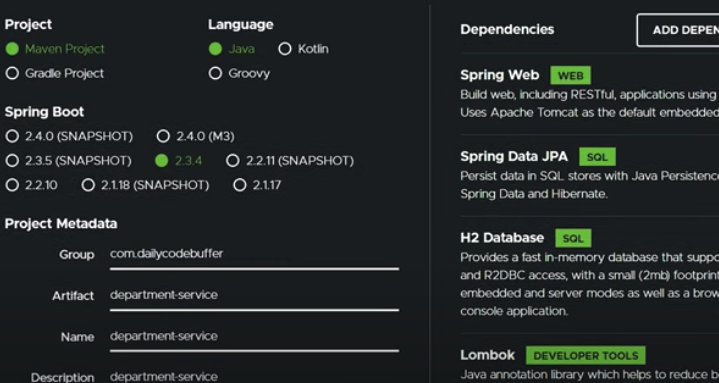 Project
Language
Maven Project
Java
Kotlin
Gradle Project
Groovy
Spring Boot
2.4.0 (SNAPSHOT)
2.4.0 (M3)
2.3.5 (SNAPSHOT)
2.3.4
2.2.11 (SNAPSHOT)
2.2.10
2.1.18 (SNAPSHOT)
2.1.17
Project Metadata
Group com.dailycodebuffer
Artifact department-service
Name department-service
Description department-service
Dependencies
ADD DEPEN
Spring Web WEB
Build web, including RESTful, applications using
Uses Apache Tomcat as the default embedded
Spring Data JPA SQL
Persist data in SQL stores with Java Persistence
Spring Data and Hibernate.
H2 Database SQL
Provides a fast in-memory database that suppo
and R2DBC access, with a small (2mb) footprint
embedded and server modes as well as a brow
console application.
Lombok DEVELOPER TOOLS
Java annotation library which helps to reduce b